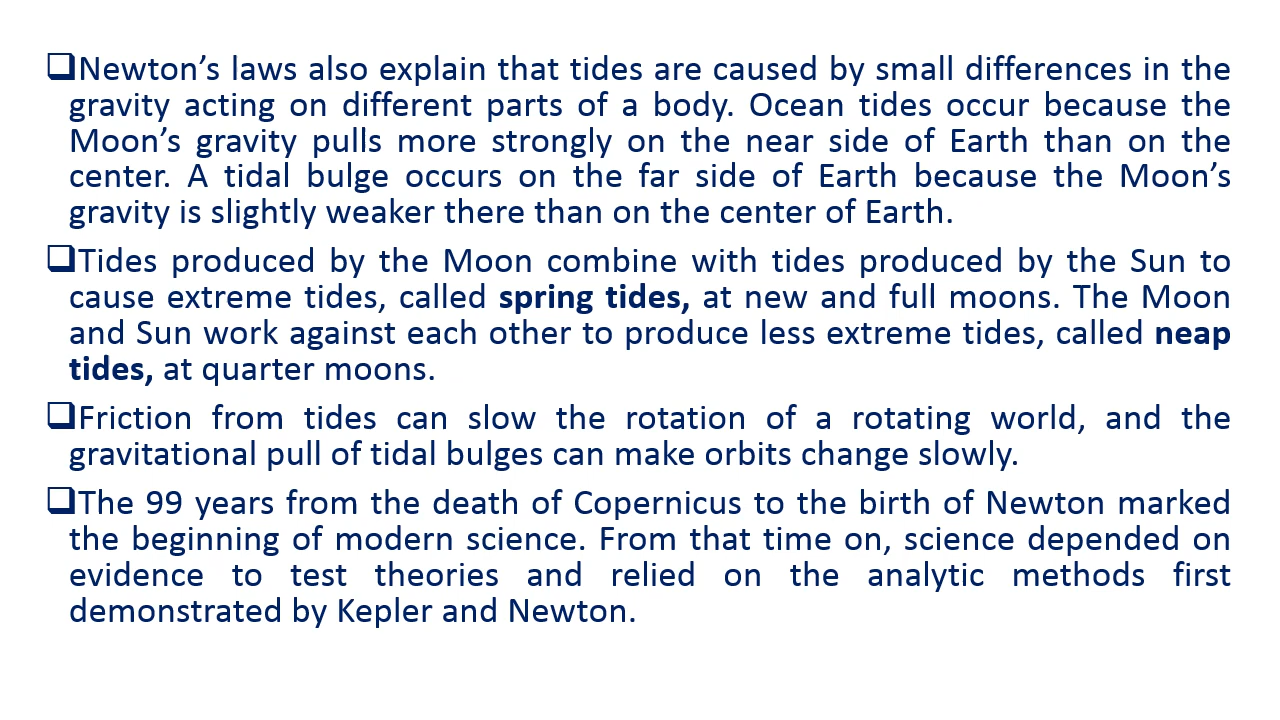 ❑Newton’s laws also explain that tides are caused by small differences in the
gravity acting on different parts of a body. Ocean tides occur because the
Moon’s gravity pulls more strongly on the near side of Earth than on the
center. A tidal bulge occurs on the far side of Earth because the Moon’s
gravity is slightly weaker there than on the center of Earth.
❑Tides produced by the Moon combine with tides produced by the Sun to
cause extreme tides, called spring tides, at new and full moons. The Moon
and Sun work against each other to produce less extreme tides, called neap
tides, at quarter moons.
❑Friction from tides can slow the rotation of a rotating world, and the
gravitational pull of tidal bulges can make orbits change slowly.
❑The 99 years from the death of Copernicus to the birth of Newton marked
the beginning of modern science. From that time on, science depended on
evidence to test theories and relied on the analytic methods first
demonstrated by Kepler and Newton.